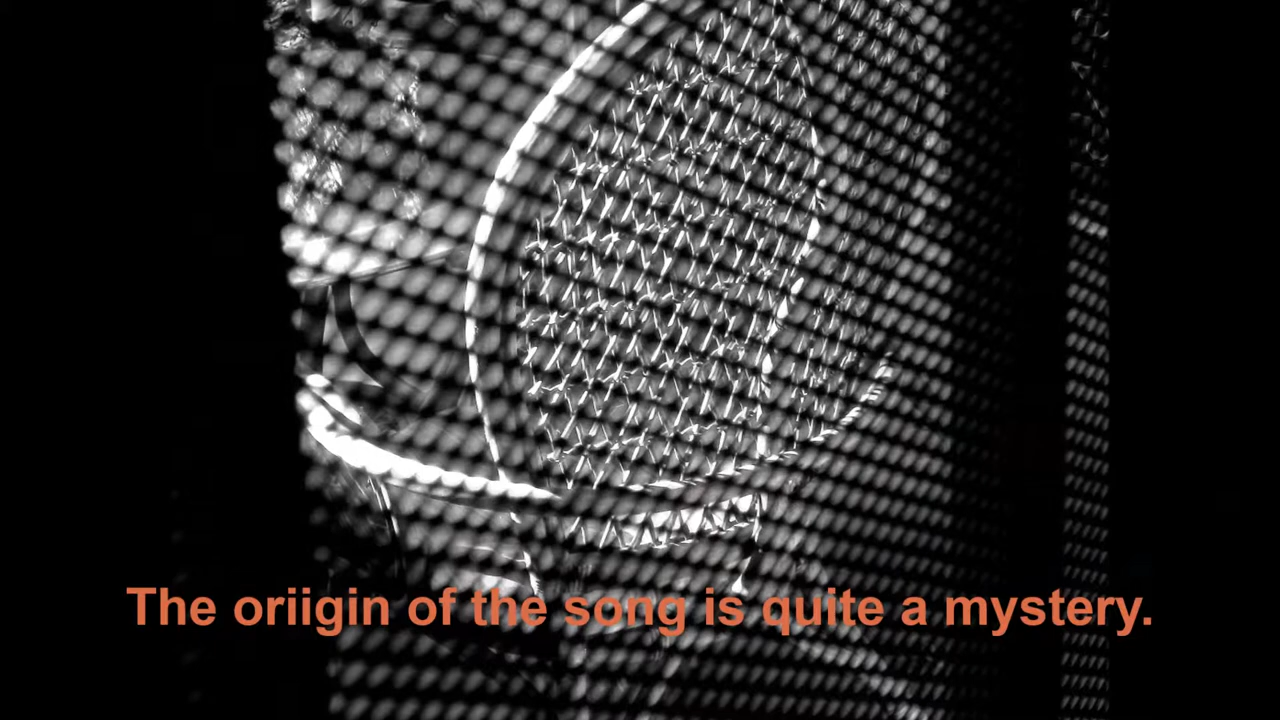 The oriigin of the song is quite a mystery.